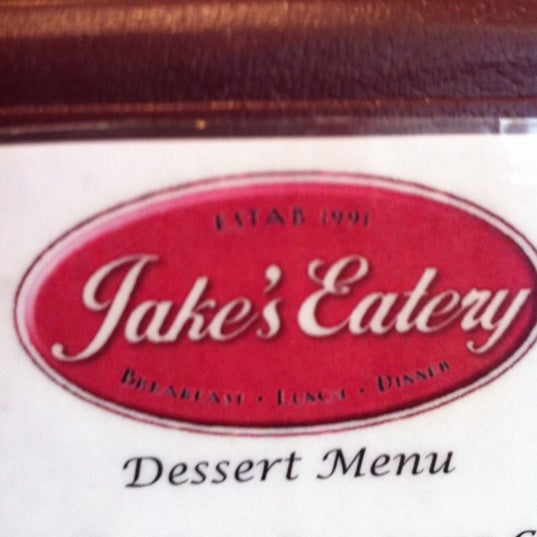 ESTAB 1991
Jake's Eatery
BREAKFAST · LUNCH · DINNER
Dessert Menu